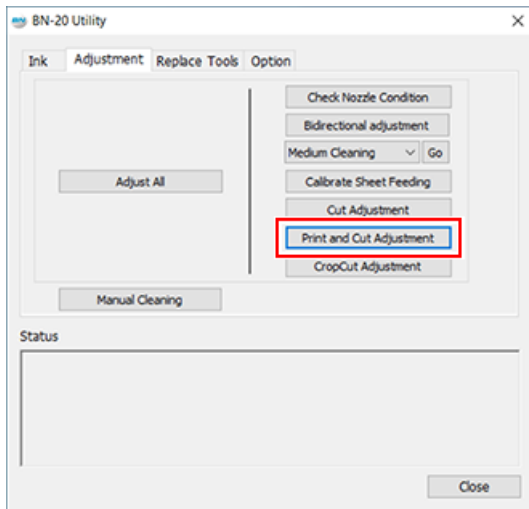 BN-20 Utility
Ink Adjustment Replace Tools Option
Check Nozzle Condition
Bidirectional adjustment
Medium Cleaning Go
Adjust All
Calibrate Sheet Feeding
Cut Adjustment
Print and Cut Adjustment
CropCut Adjustment
Manual Cleaning
Status
Close